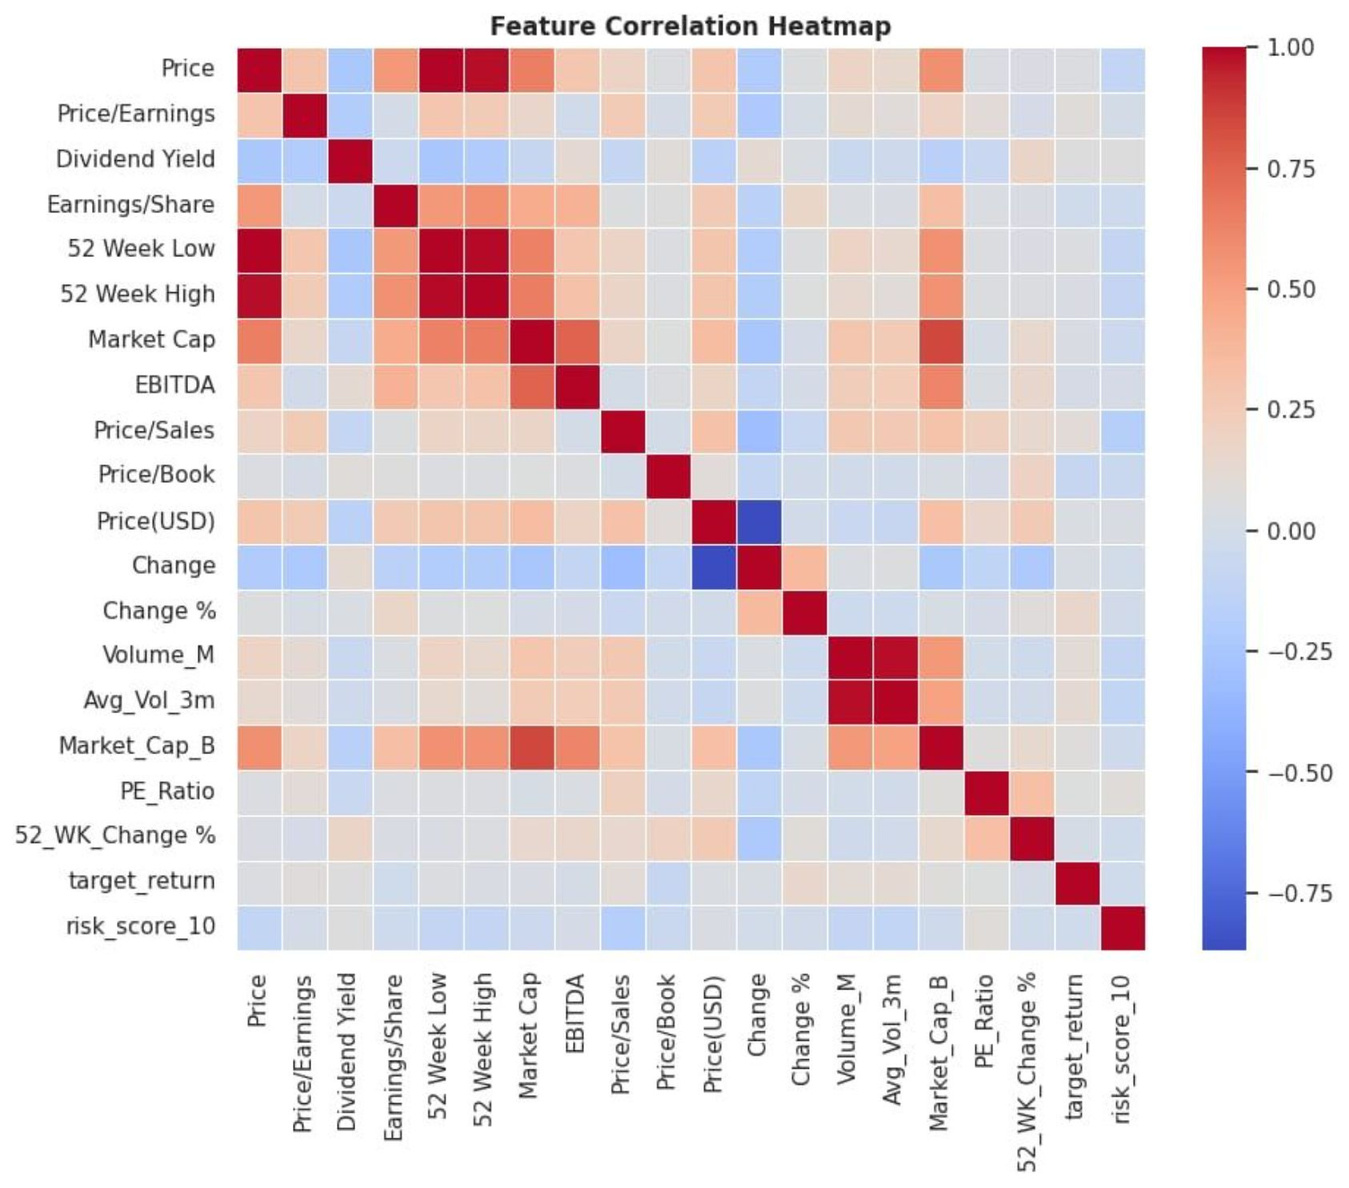 Feature Correlation Heatmap
Price
Price/Earnings
Dividend Yield
Earnings/Share
52 Week Low
52 Week High
Market Cap
EBITDA
Price/Sales
Price/Book
Price(USD)
Change
Change %
Volume_M
Avg_Vol_3m
Market_Cap_B
PE_Ratio
52_WK_Change %
target_return
risk_score_10
Price
Price/Earnings
Dividend Yield
Earnings/Share
52 Week Low
52 Week High
Market Cap
EBITDA
Price/Sales
Price/Book
Price(USD)
Change
Change %
Volume_M
Avg_Vol_3m
Market_Cap_B
PE_Ratio
52_WK_Change %
target_return
risk_score_10
1.00
0.75
0.50
0.25
0.00
−0.25
−0.50
−0.75